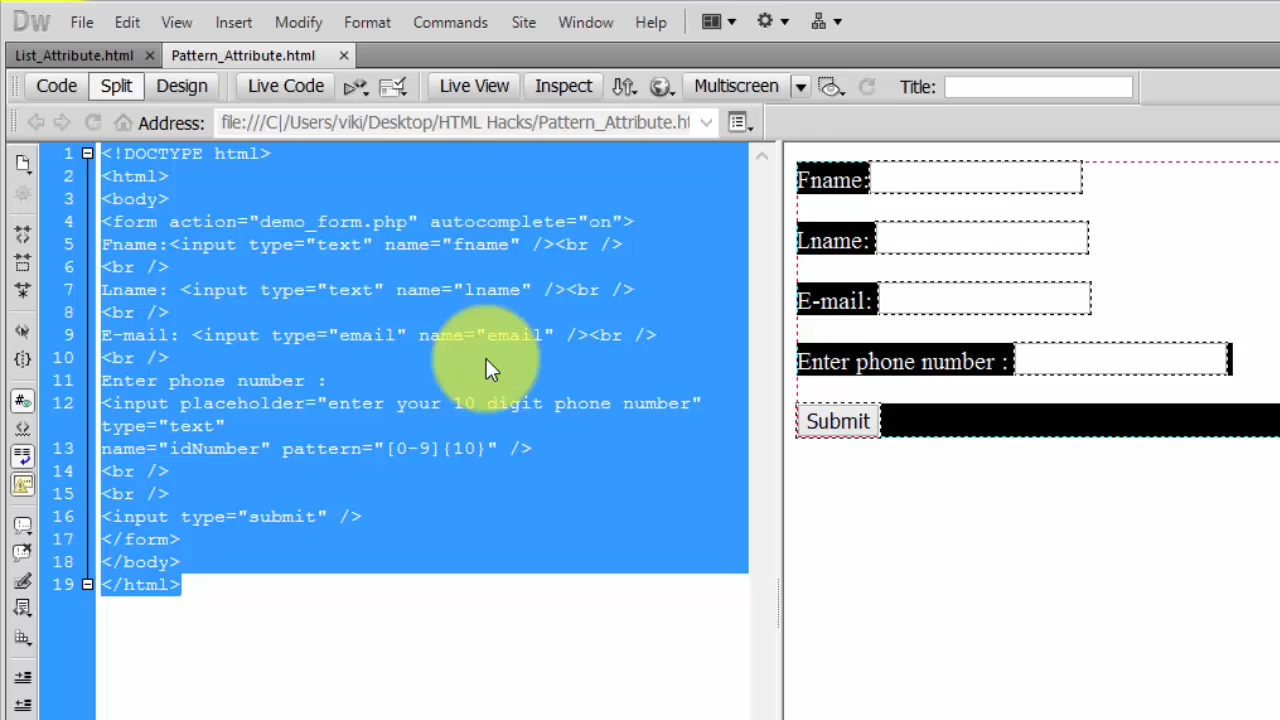 Dw File Edit View Insert Modify Format Commands Site Window Help
List_Attribute.html Pattern_Attribute.html
Code Split Design Live Code Live View Inspect Multiscreen Title:
Address: file:///C|/Users/viki/Desktop/HTML Hacks/Pattern_Attribute.ht
1 <!DOCTYPE html>
2 <html>
3 <body>
4 <form action="demo_form.php" autocomplete="on">
5 Fname:<input type="text" name="fname" /><br />
6 <br />
7 Lname: <input type="text" name="lname" /><br />
8 <br />
9 E-mail: <input type="email" name="email" /><br />
10 <br />
11 Enter phone number :
12 <input placeholder="enter your 10 digit phone number"
type="text"
13 name="idNumber" pattern="[0-9]{10}" />
14 <br />
15 <br />
16 <input type="submit" />
17 </form>
18 </body>
19 </html>
Fname:
Lname:
E-mail:
Enter phone number :
Submit